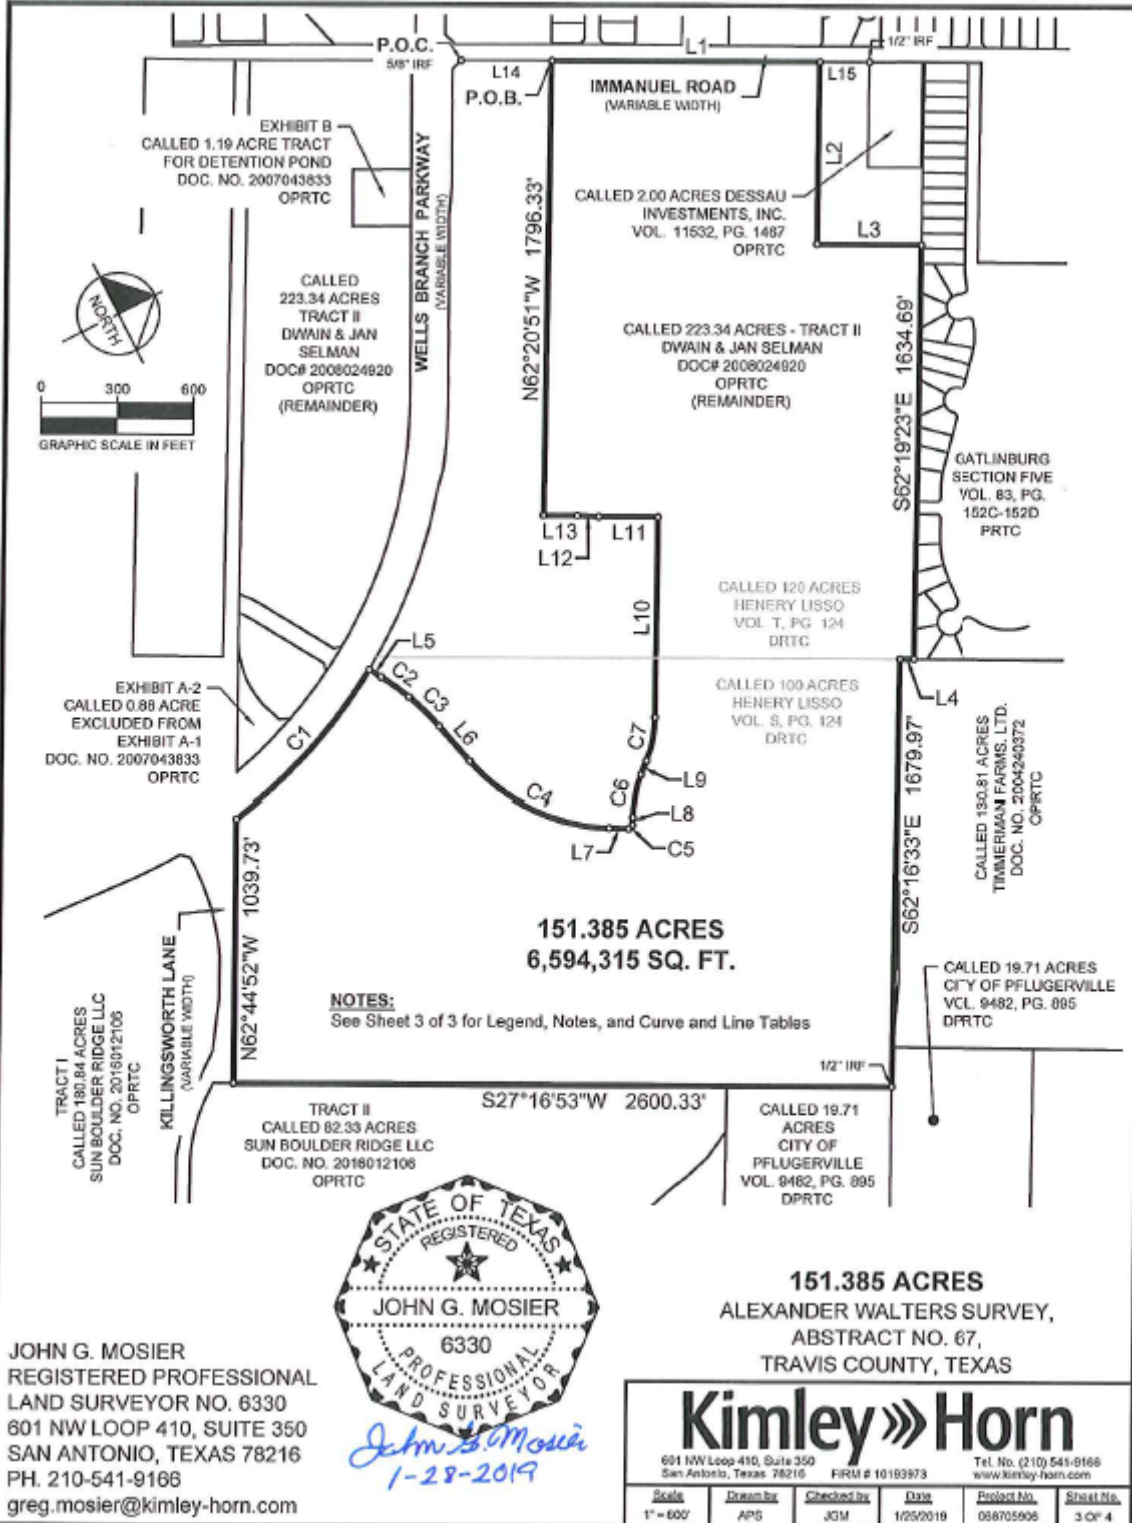 P.O.C.
5/8" IRF
L14
P.O.B.
L1
1/2" IRF
L15
IMMANUEL ROAD
(VARIABLE WIDTH)
L2
L3
EXHIBIT B
CALLED 1.19 ACRE TRACT
FOR DETENTION POND
DOC. NO. 2007043833
OPRTC
WELLS BRANCH PARKWAY
(VARIABLE WIDTH)
N62°20'51"W 1796.33'
CALLED 2.00 ACRES DESSAU
INVESTMENTS, INC.
VOL. 11532, PG. 1487
OPRTC
NORTH
CALLED
223.34 ACRES
TRACT II
DWAIN & JAN
SELMAN
DOC# 2008024920
OPRTC
(REMAINDER)
CALLED 223.34 ACRES - TRACT II
DWAIN & JAN SELMAN
DOC# 2008024920
OPRTC
(REMAINDER)
S62°19'23"E 1634.69'
0 300 600
GRAPHIC SCALE IN FEET
GATLINBURG
SECTION FIVE
VOL. 83, PG.
152C-152D
PRTC
L13
L12
L11
L10
CALLED 120 ACRES
HENERY LISSO
VOL. T, PG. 124
DRTC
L5
C2
C3
L6
C4
L7
C5
L8
C6
L9
C7
CALLED 100 ACRES
HENERY LISSO
VOL. S, PG. 124
DRTC
L4
EXHIBIT A-2
CALLED 0.88 ACRE
EXCLUDED FROM
EXHIBIT A-1
DOC. NO. 2007043833
OPRTC
C1
S62°16'33"E 1679.97'
CALLED 130.81 ACRES
TIMMERMAN FARMS, LTD.
DOC. NO. 2004240372
OPRTC
N62°44'52"W 1039.73'
151.385 ACRES
6,594,315 SQ. FT.
KILLINGSWORTH LANE
(VARIABLE WIDTH)
NOTES:
See Sheet 3 of 3 for Legend, Notes, and Curve and Line Tables
CALLED 19.71 ACRES
CITY OF PFLUGERVILLE
VOL. 9482, PG. 895
DPRTC
TRACT I
CALLED 180.84 ACRES
SUN BOULDER RIDGE LLC
DOC. NO. 2016012106
OPRTC
1/2" IRF
S27°16'53"W 2600.33'
TRACT II
CALLED 82.33 ACRES
SUN BOULDER RIDGE LLC
DOC. NO. 2016012106
OPRTC
CALLED 19.71
ACRES
CITY OF
PFLUGERVILLE
VOL. 9482, PG. 895
DPRTC
STATE OF TEXAS
REGISTERED
JOHN G. MOSIER
6330
PROFESSIONAL
LAND SURVEYOR
John G. Mosier
1-28-2019
JOHN G. MOSIER
REGISTERED PROFESSIONAL
LAND SURVEYOR NO. 6330
601 NW LOOP 410, SUITE 350
SAN ANTONIO, TEXAS 78216
PH. 210-541-9166
greg.mosier@kimley-horn.com
151.385 ACRES
ALEXANDER WALTERS SURVEY,
ABSTRACT NO. 67,
TRAVIS COUNTY, TEXAS
Kimley»Horn
601 NW Loop 410, Suite 350
San Antonio, Texas 78216
FIRM # 10193973
Tel. No. (210) 541-9166
www.kimley-horn.com
Scale Drawn by Checked by Date Project No. Sheet No.
1" = 600' APS JGM 1/25/2019 068705906 3 OF 4